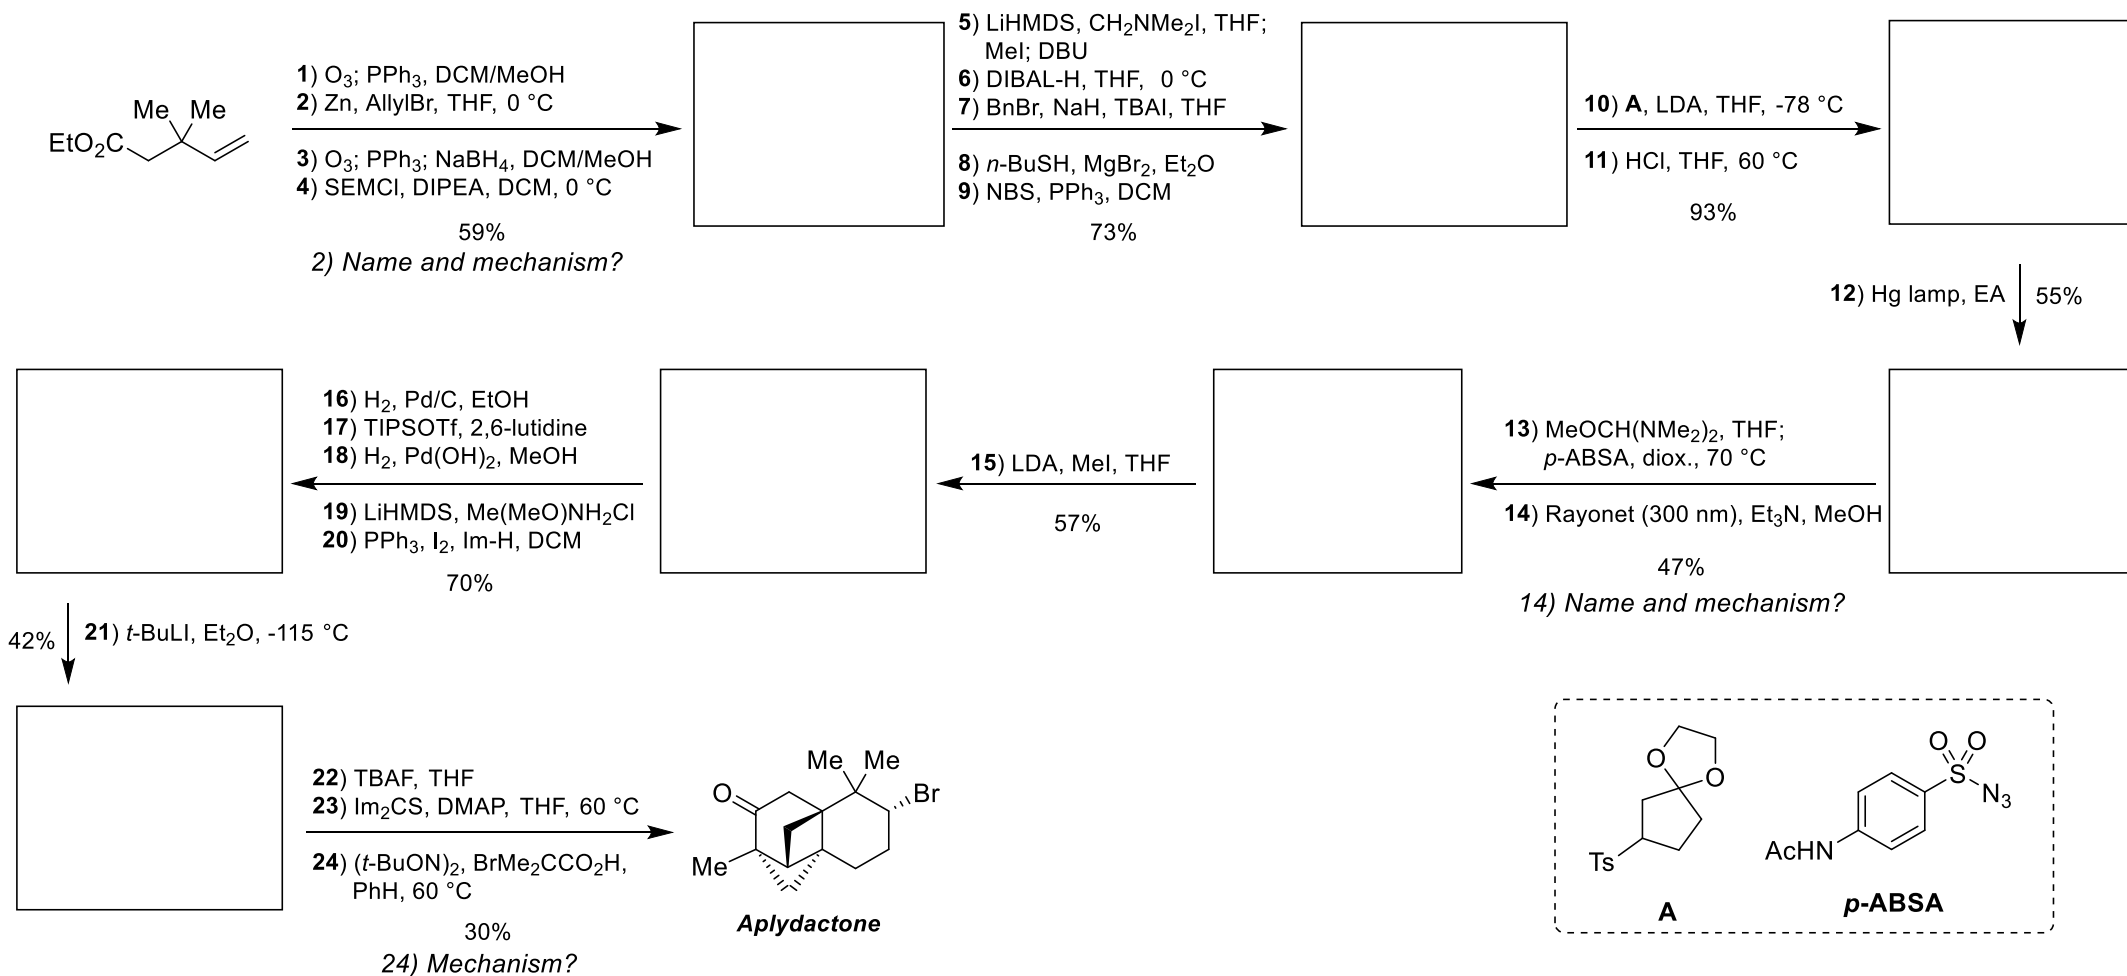 EtO2C
Me Me
1) O3; PPh3, DCM/MeOH
2) Zn, AllylBr, THF, 0 °C
3) O3; PPh3; NaBH4, DCM/MeOH
4) SEMCl, DIPEA, DCM, 0 °C
59%
2) Name and mechanism?
5) LiHMDS, CH2NMe2I, THF;
MeI; DBU
6) DIBAL-H, THF, 0 °C
7) BnBr, NaH, TBAI, THF
8) n-BuSH, MgBr2, Et2O
9) NBS, PPh3, DCM
73%
10) A, LDA, THF, -78 °C
11) HCl, THF, 60 °C
93%
12) Hg lamp, EA
55%
13) MeOCH(NMe2)2, THF;
p-ABSA, diox., 70 °C
14) Rayonet (300 nm), Et3N, MeOH
47%
14) Name and mechanism?
15) LDA, MeI, THF
57%
16) H2, Pd/C, EtOH
17) TIPSOTf, 2,6-lutidine
18) H2, Pd(OH)2, MeOH
19) LiHMDS, Me(MeO)NH2Cl
20) PPh3, I2, Im-H, DCM
70%
42%
21) t-BuLI, Et2O, -115 °C
22) TBAF, THF
23) Im2CS, DMAP, THF, 60 °C
24) (t-BuON)2, BrMe2CCO2H,
PhH, 60 °C
30%
24) Mechanism?
Me Me
O
Br
Me
Aplydactone
O
O
Ts
A
O O
S
N3
AcHN
p-ABSA